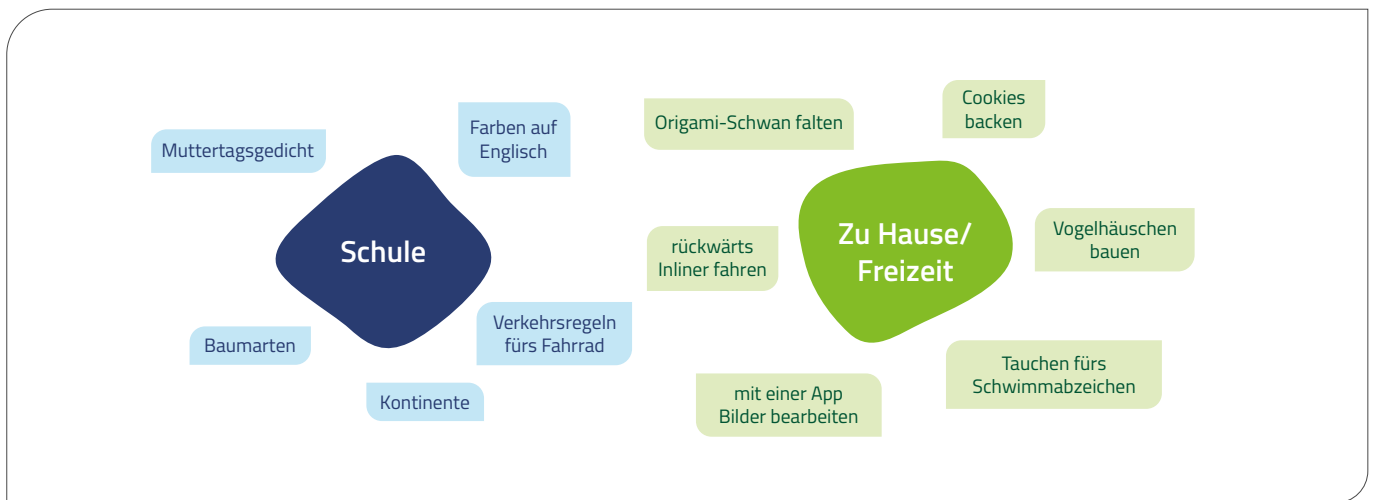 Muttertagsgedicht
Farben auf
Englisch
Schule
Baumarten
Verkehrsregeln
fürs Fahrrad
Kontinente
Origami-Schwan falten
Cookies
backen
rückwärts
Inliner fahren
Zu Hause/
Freizeit
Vogelhäuschen
bauen
Tauchen fürs
Schwimmabzeichen
mit einer App
Bilder bearbeiten